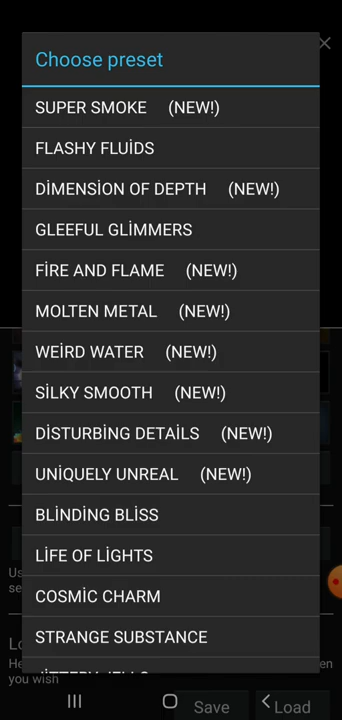 Choose preset
SUPER SMOKE (NEW!)
FLASHY FLUİDS
DİMENSİON OF DEPTH (NEW!)
GLEEFUL GLİMMERS
FİRE AND FLAME (NEW!)
MOLTEN METAL (NEW!)
WEİRD WATER (NEW!)
SİLKY SMOOTH (NEW!)
DİSTURBİNG DETAİLS (NEW!)
UNİQUELY UNREAL (NEW!)
BLİNDİNG BLİSS
LİFE OF LİGHTS
COSMİC CHARM
STRANGE SUBSTANCE
you wish
Save Load